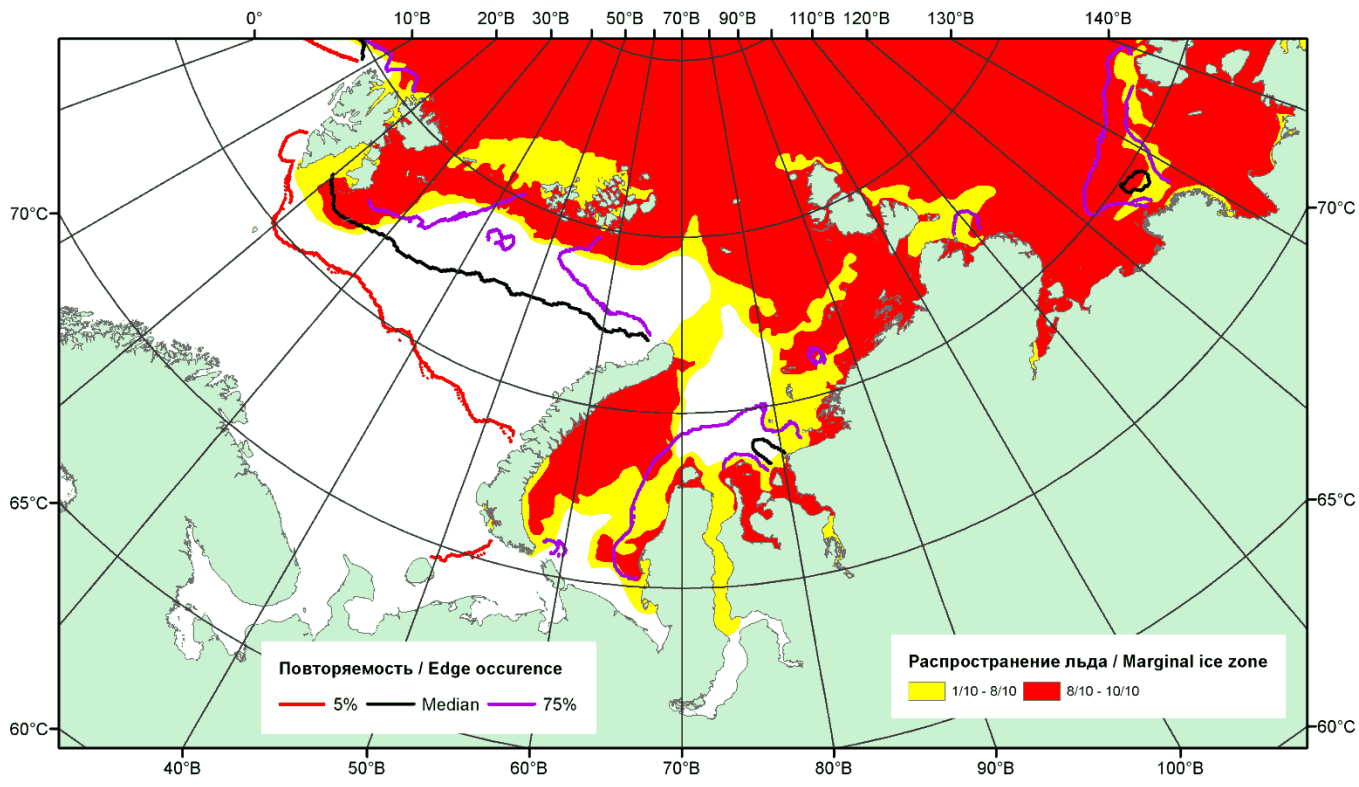 0° 10°В 20°В 30°В 50°В 70°В 90°В 110°В 120°В 130°В 140°В
70°С 70°С
65°С 65°С
60°С 60°С
Повторяемость / Edge occurence
5% Median 75%
Распространение льда / Marginal ice zone
1/10 - 8/10 8/10 - 10/10
40°В 50°В 60°В 70°В 80°В 90°В 100°В